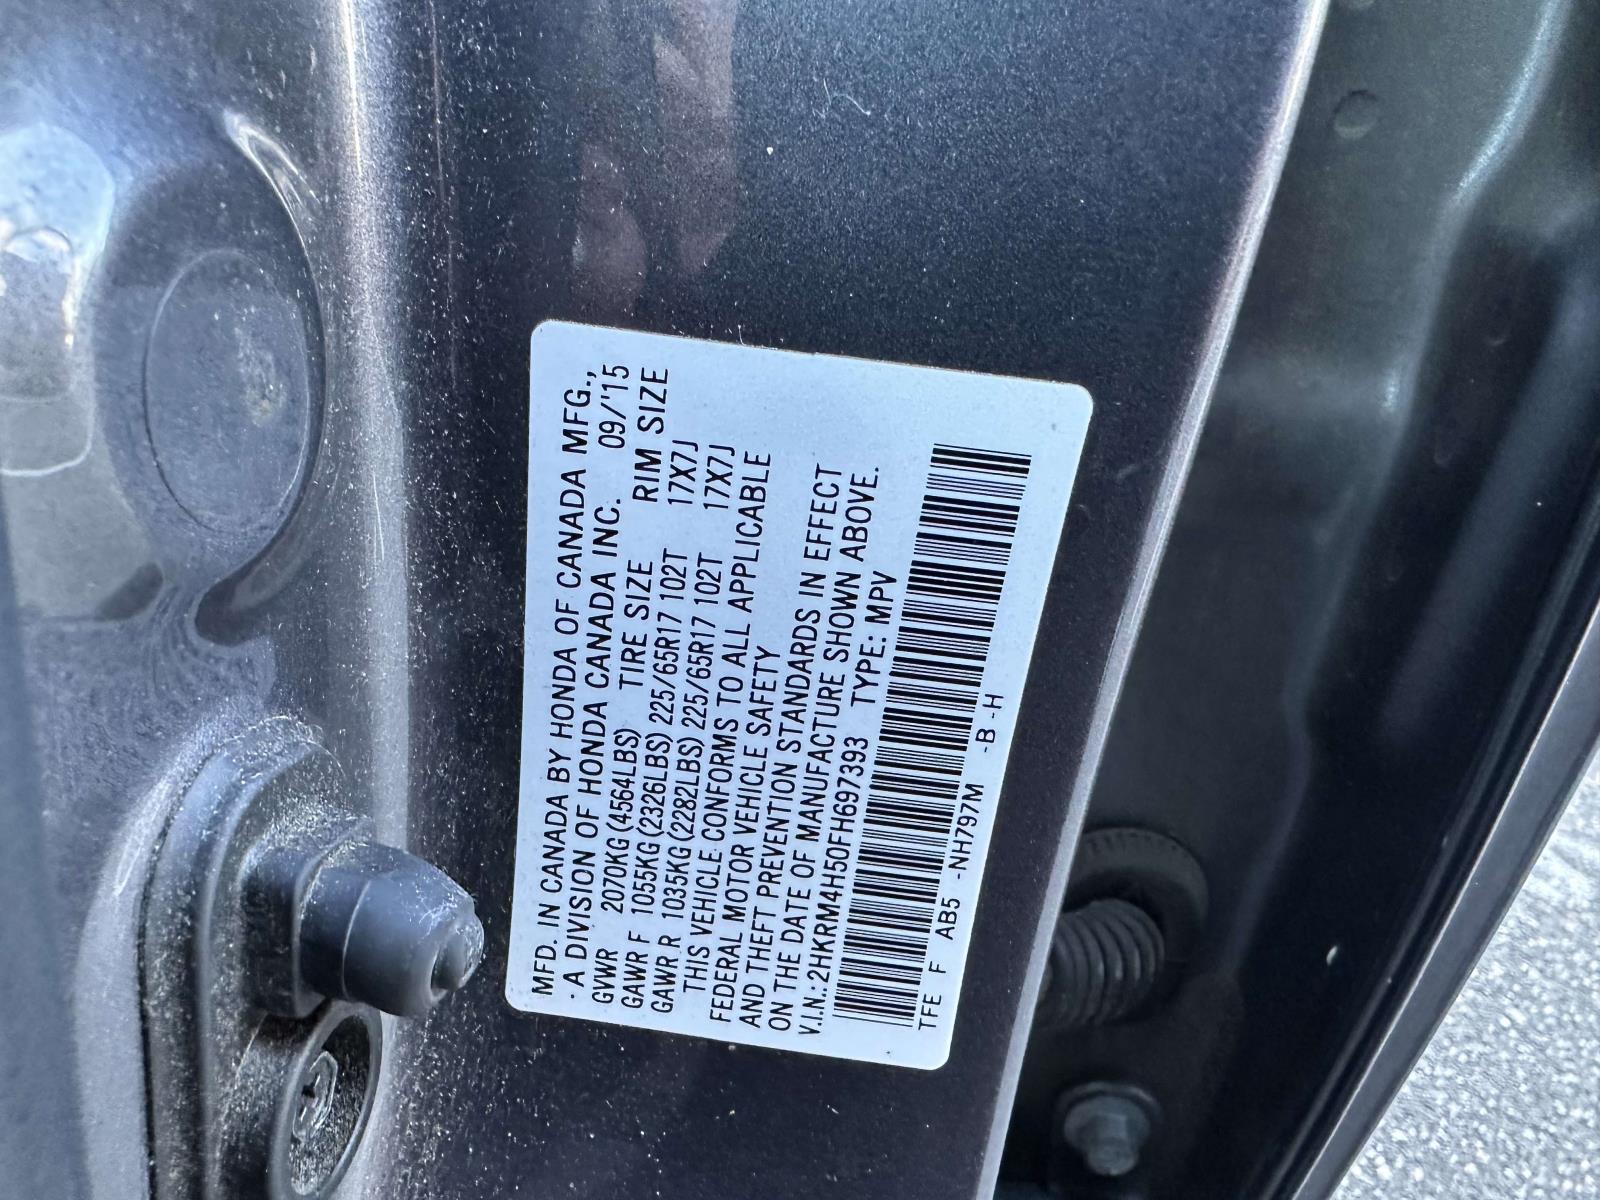 MFD. IN CANADA BY HONDA OF CANADA MFG.,
· A DIVISION OF HONDA CANADA INC. 09/'15
GVWR 2070KG(4564LBS) TIRE SIZE RIM SIZE
GAWR F 1055KG(2326LBS) 225/65R17 102T 17X7J
GAWR R 1035KG(2282LBS) 225/65R17 102T 17X7J
THIS VEHICLE CONFORMS TO ALL APPLICABLE
FEDERAL MOTOR VEHICLE SAFETY
AND THEFT PREVENTION STANDARDS IN EFFECT
ON THE DATE OF MANUFACTURE SHOWN ABOVE.
V.I.N.:2HKRM4H50FH697393 TYPE: MPV
TFE F AB5 -NH797M -B-H